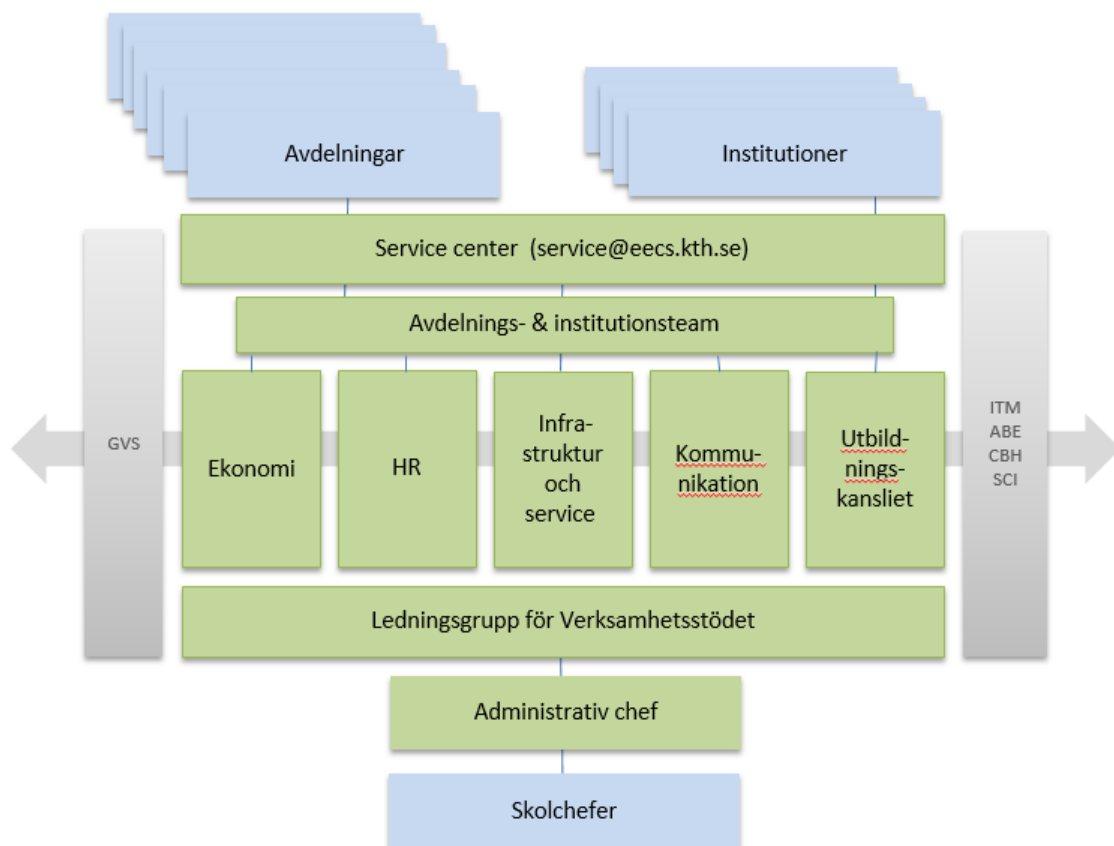 Avdelningar
Institutioner
Service center  (service@eecs.kth.se)
Avdelnings- & institutionsteam
GVS
Ekonomi
HR
Infra-
struktur
och
service
Kommu-
nikation
Utbild-
nings-
kansliet
ITM
ABE
CBH
SCI
Ledningsgrupp för Verksamhetsstödet
Administrativ chef
Skolchefer